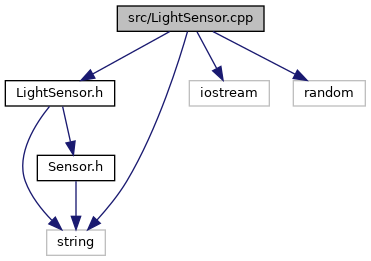 src/LightSensor.cpp
LightSensor.h
iostream
random
Sensor.h
string